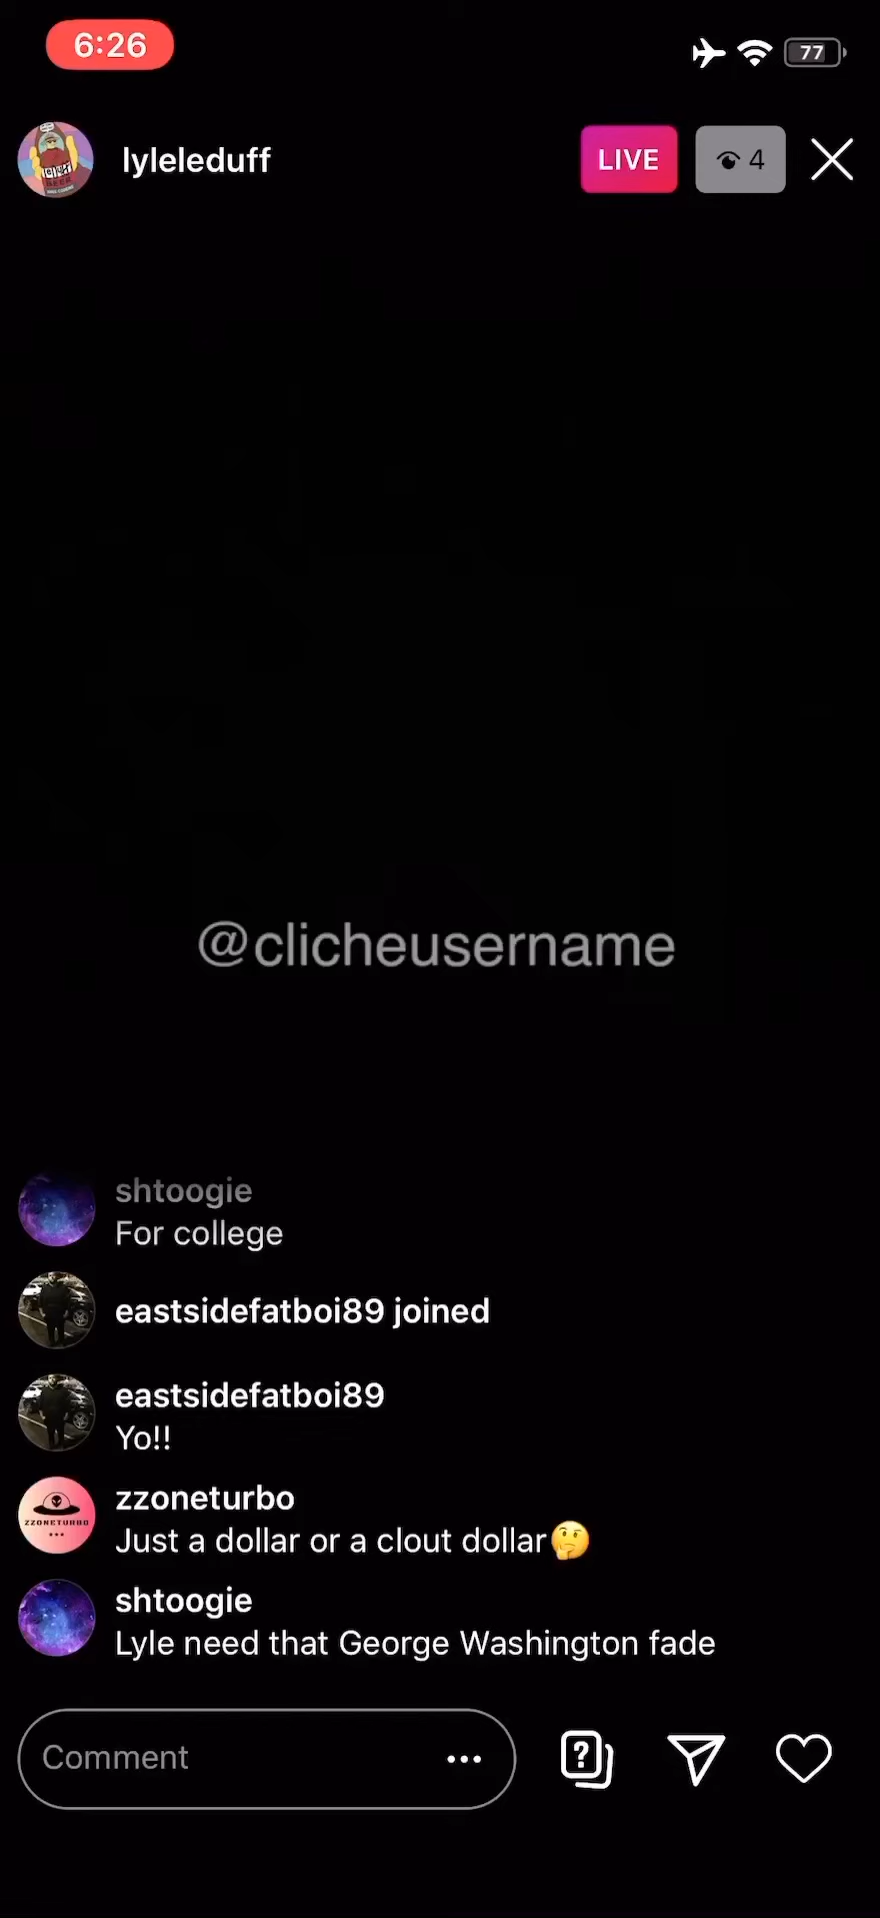 6:26
77
lyleleduff
LIVE
4
@clicheusername
shtoogie
For college
eastsidefatboi89 joined
eastsidefatboi89
Yo!!
ZZONETURBO
zzoneturbo
Just a dollar or a clout dollar🤔
shtoogie
Lyle need that George Washington fade
Comment
?